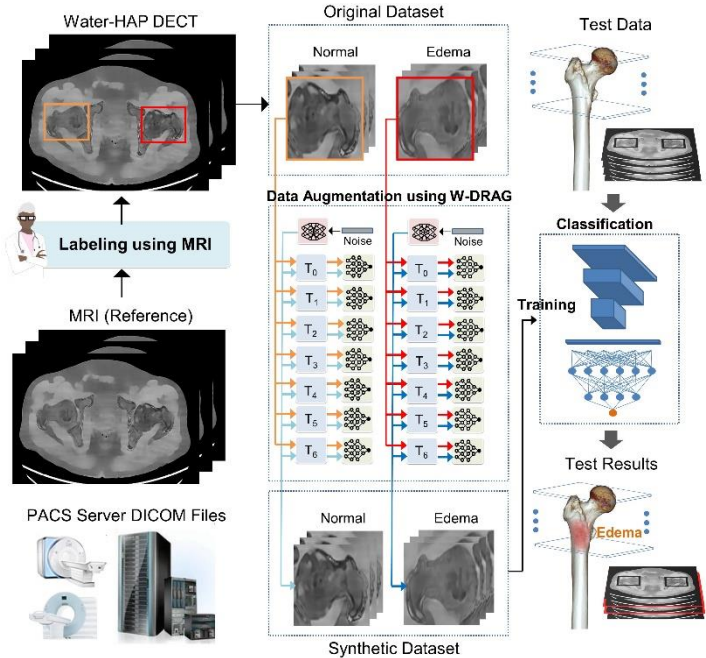 Water-HAP DECT
Labeling using MRI
MRI (Reference)
PACS Server DICOM Files
Original Dataset
Normal
Edema
Data Augmentation using W-DRAG
Noise
Noise
T0
T0
T1
T1
T2
T2
T3
T3
T4
T4
T5
T5
T6
T6
Normal
Edema
Synthetic Dataset
Test Data
Classification
Training
Test Results
Edema